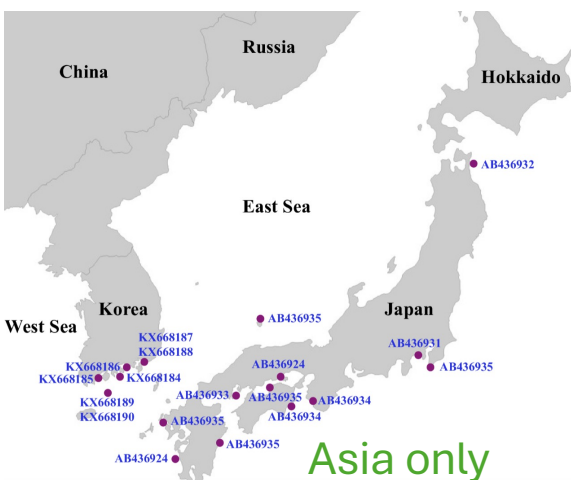 Russia
China
Hokkaido
AB436932
East Sea
Korea
AB436935
Japan
West Sea
KX668187
KX668188
AB436931
KX668186
AB436924
AB436935
KX668185
KX668184
AB436933
AB436935
AB436934
KX668189
KX668190
AB436934
AB436935
AB436935
AB436924
Asia only